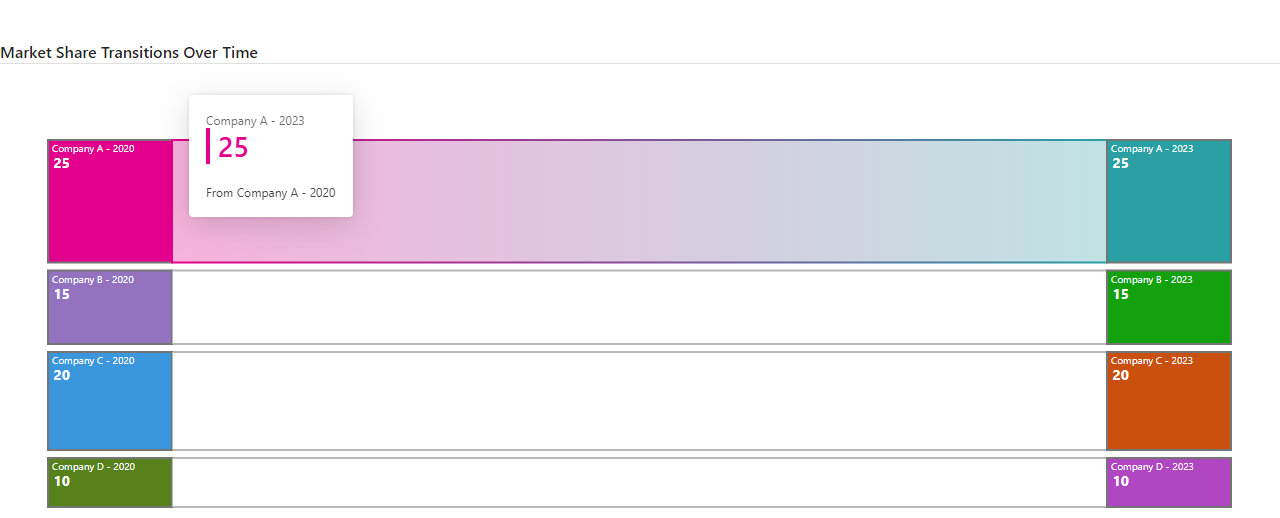 Market Share Transitions Over Time
Company A - 2023
25
From Company A - 2020
Company A - 2020
25
Company A - 2023
25
Company B - 2020
15
Company B - 2023
15
Company C - 2020
20
Company C - 2023
20
Company D - 2020
10
Company D - 2023
10